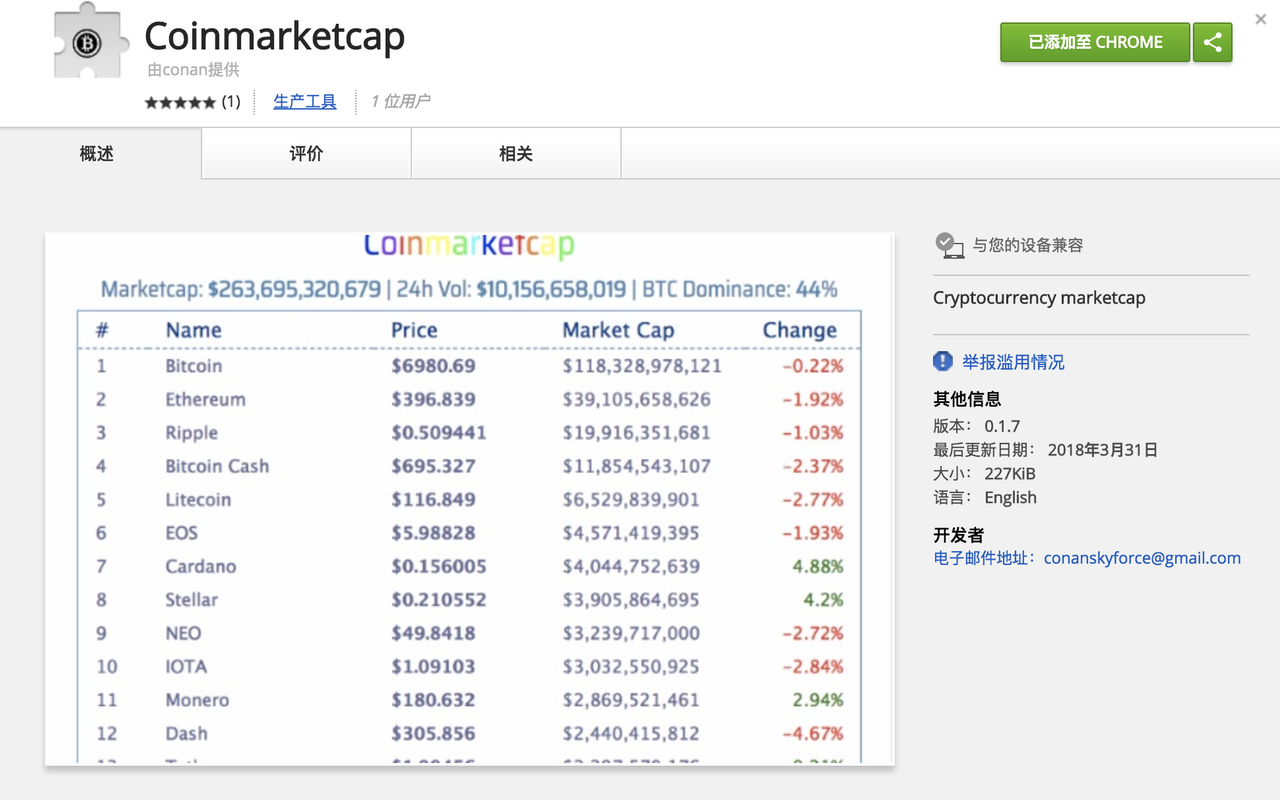 Coinmarketcap
由conan提供
(1) 生产工具 1 位用户
已添加至 CHROME
概述 评价 相关
Coinmarketcap
Marketcap: $263,695,320,679 | 24h Vol: $10,156,658,019 | BTC Dominance: 44%
# Name Price Market Cap Change
1 Bitcoin $6980.69 $118,328,978,121 -0.22%
2 Ethereum $396.839 $39,105,658,626 -1.92%
3 Ripple $0.509441 $19,916,351,681 -1.03%
4 Bitcoin Cash $695.327 $11,854,543,107 -2.37%
5 Litecoin $116.849 $6,529,839,901 -2.77%
6 EOS $5.98828 $4,571,419,395 -1.93%
7 Cardano $0.156005 $4,044,752,639 4.88%
8 Stellar $0.210552 $3,905,864,695 4.2%
9 NEO $49.8418 $3,239,717,000 -2.72%
10 IOTA $1.09103 $3,032,550,925 -2.84%
11 Monero $180.632 $2,869,521,461 2.94%
12 Dash $305.856 $2,440,415,812 -4.67%
与您的设备兼容
Cryptocurrency marketcap
举报滥用情况
其他信息
版本： 0.1.7
最后更新日期： 2018年3月31日
大小： 227KiB
语言： English
开发者
电子邮件地址：conanskyforce@gmail.com